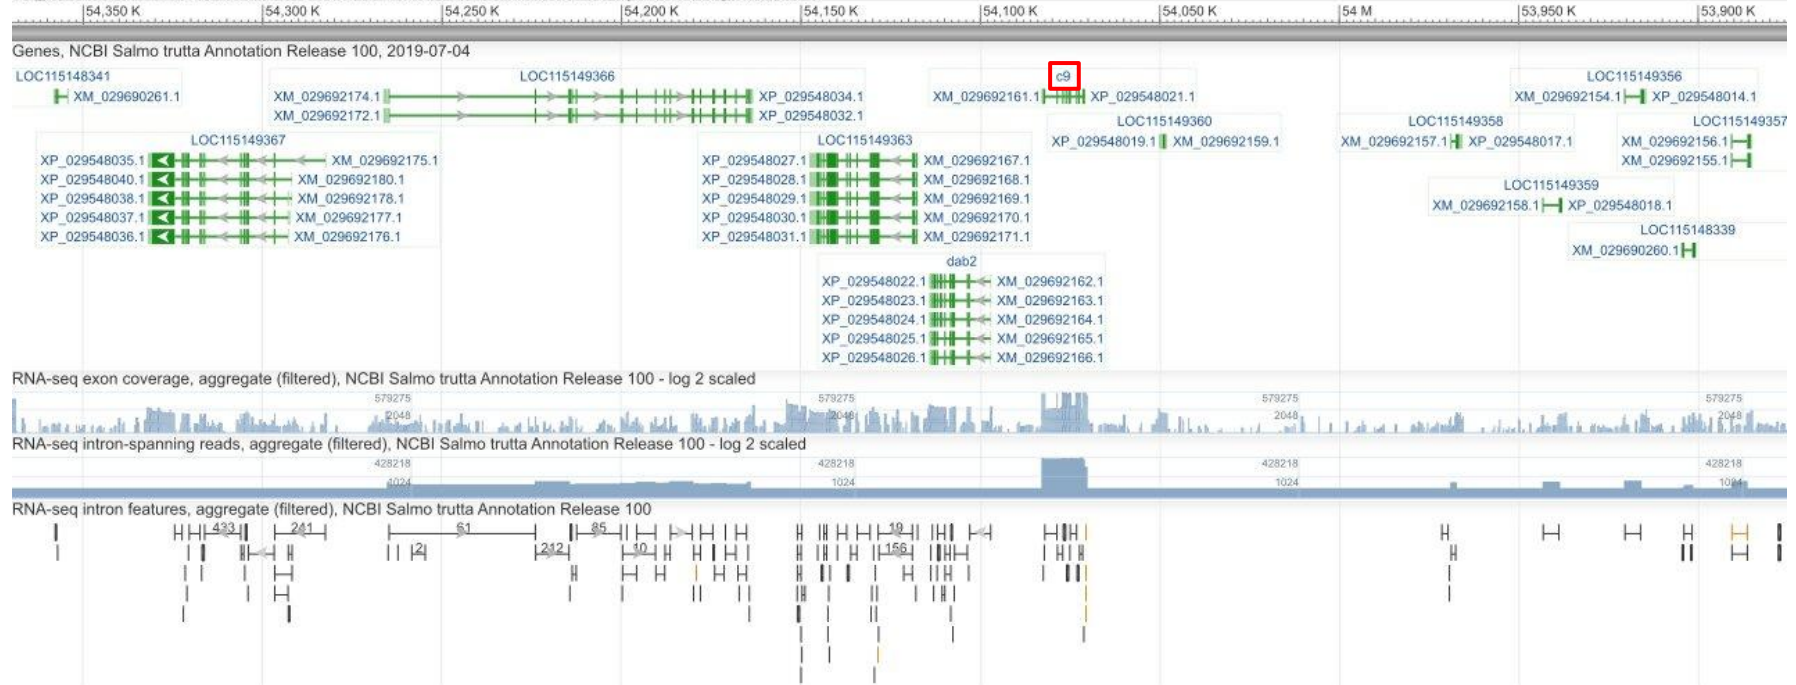 54,350 K 54,300 K 54,250 K 54,200 K 54,150 K 54,100 K 54,050 K 54 M 53,950 K 53,900 K
Genes, NCBI Salmo trutta Annotation Release 100, 2019-07-04
LOC115148341 LOC115149366 c9 LOC115149356
XM_029690261.1 XM_029692174.1 XP_029548034.1 XM_029692161.1 XP_029548021.1 XM_029692154.1 XP_029548014.1
XM_029692172.1 XP_029548032.1 LOC115149360 LOC115149358 LOC115149357
LOC115149367 LOC115149363 XP_029548019.1 XM_029692159.1 XM_029692157.1 XP_029548017.1 XM_029692156.1
XP_029548035.1 XM_029692175.1 XP_029548027.1 XM_029692167.1 XM_029692155.1
XP_029548040.1 XM_029692180.1 XP_029548028.1 XM_029692168.1 LOC115149359
XP_029548038.1 XM_029692178.1 XP_029548029.1 XM_029692169.1 XM_029692158.1 XP_029548018.1
XP_029548037.1 XM_029692177.1 XP_029548030.1 XM_029692170.1 LOC115148339
XP_029548036.1 XM_029692176.1 XP_029548031.1 XM_029692171.1 XM_029690260.1
dab2
XP_029548022.1 XM_029692162.1
XP_029548023.1 XM_029692163.1
XP_029548024.1 XM_029692164.1
XP_029548025.1 XM_029692165.1
XP_029548026.1 XM_029692166.1
RNA-seq exon coverage, aggregate (filtered), NCBI Salmo trutta Annotation Release 100 - log 2 scaled
579275 579275 579275 579275
2048 2048 2048 2048
RNA-seq intron-spanning reads, aggregate (filtered), NCBI Salmo trutta Annotation Release 100 - log 2 scaled
428218 428218 428218 428218
1024 1024 1024 1024
RNA-seq intron features, aggregate (filtered), NCBI Salmo trutta Annotation Release 100
433 241 61 85 19
2 212 10 156